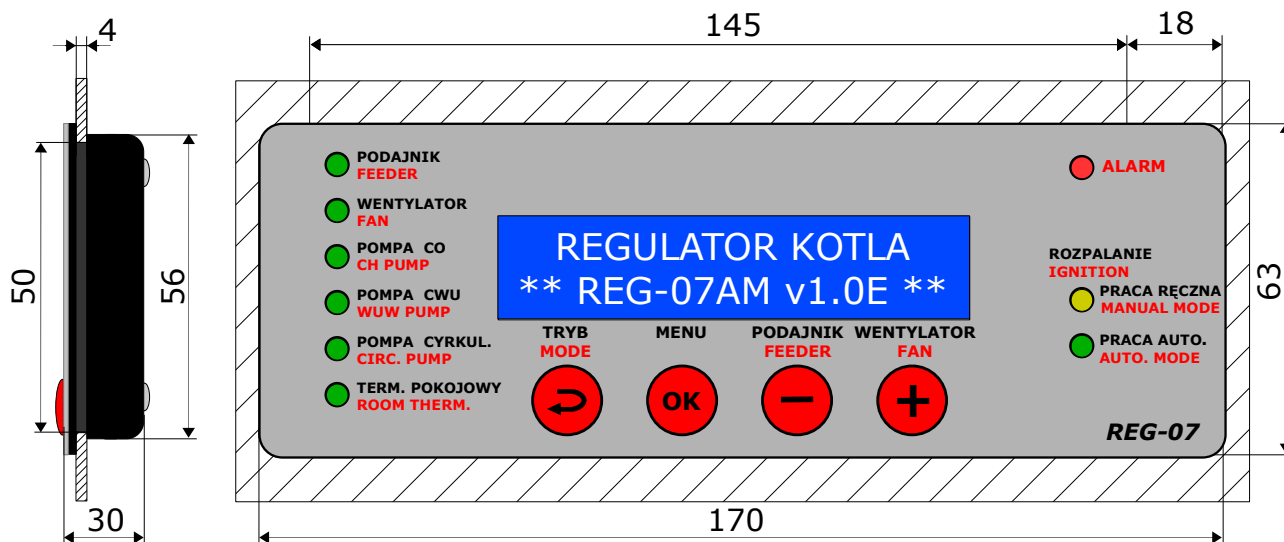 4
145
18
50
56
30
PODAJNIK
FEEDER
WENTYLATOR
FAN
POMPA CO
CH PUMP
POMPA CWU
WUW PUMP
POMPA CYRKUL.
CIRC. PUMP
TERM. POKOJOWY
ROOM THERM.
REGULATOR KOTLA
** REG-07AM v1.0E **
TRYB
MODE
MENU
PODAJNIK
FEEDER
WENTYLATOR
FAN
OK
−
+
ALARM
ROZPALANIE
IGNITION
PRACA RĘCZNA
MANUAL MODE
PRACA AUTO.
AUTO. MODE
REG-07
63
170